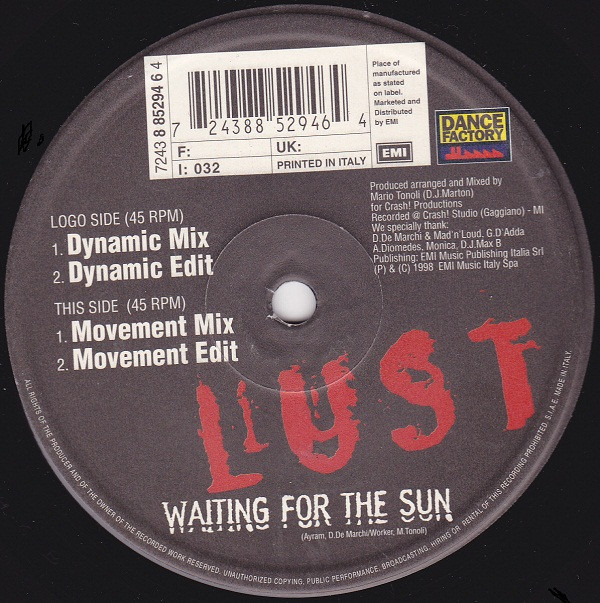 7243 8 85294 6 4
7 24388 52946 4
F:
I: 032
UK:
PRINTED IN ITALY
Place of
manufactured
as stated
on label.
Marketed and
Distributed
by EMI
EMI
DANCE
FACTORY
Produced arranged and Mixed by
Mario Tonoli (D.J.Marton)
for Crash! Productions
Recorded @ Crash! Studio (Gaggiano) - MI
We specially thank:
D.De Marchi & Mad'n'Loud, G.D'Adda
A.Diomedes, Monica, D.J.Max B
Publishing: EMI Music Publishing Italia Srl
(P) & (C) 1998 EMI Music Italy Spa
LOGO SIDE (45 RPM)
1. Dynamic Mix
2. Dynamic Edit
THIS SIDE (45 RPM)
1. Movement Mix
2. Movement Edit
LUST
WAITING FOR THE SUN
(Ayram, D.De Marchi/Worker, M.Tonoli)
ALL RIGHTS OF THE PRODUCER AND OF THE OWNER OF THE RECORDED WORK RESERVED. UNAUTHORIZED COPYING, PUBLIC PERFORMANCE, BROADCASTING, HIRING OR RENTAL OF THIS RECORDING PROHIBITED. S.I.A.E. MADE IN ITALY.